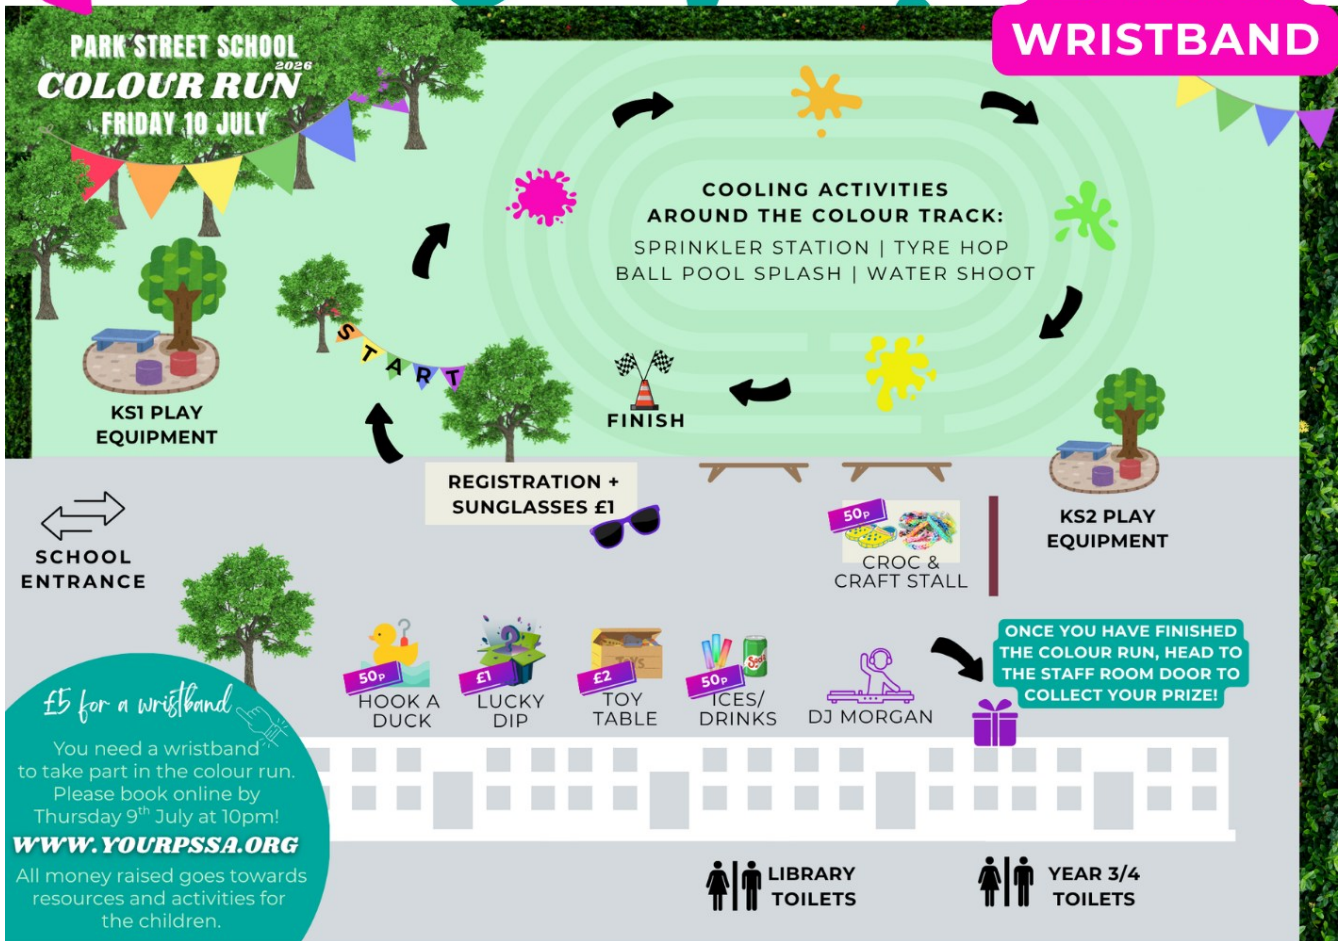 WRISTBAND
PARK STREET SCHOOL
2026
COLOUR RUN
FRIDAY 10 JULY
COOLING ACTIVITIES
AROUND THE COLOUR TRACK:
SPRINKLER STATION | TYRE HOP
BALL POOL SPLASH | WATER SHOOT
START
FINISH
KS1 PLAY
EQUIPMENT
REGISTRATION +
SUNGLASSES £1
SCHOOL
ENTRANCE
50P
CROC &
CRAFT STALL
KS2 PLAY
EQUIPMENT
50P
HOOK A
DUCK
£1
LUCKY
DIP
TOYS
£2
TOY
TABLE
Soda
50P
ICES/
DRINKS
DJ MORGAN
ONCE YOU HAVE FINISHED
THE COLOUR RUN, HEAD TO
THE STAFF ROOM DOOR TO
COLLECT YOUR PRIZE!
£5 for a wristband
You need a wristband
to take part in the colour run.
Please book online by
Thursday 9th July at 10pm!
WWW.YOURPSSA.ORG
All money raised goes towards
resources and activities for
the children.
LIBRARY
TOILETS
YEAR 3/4
TOILETS